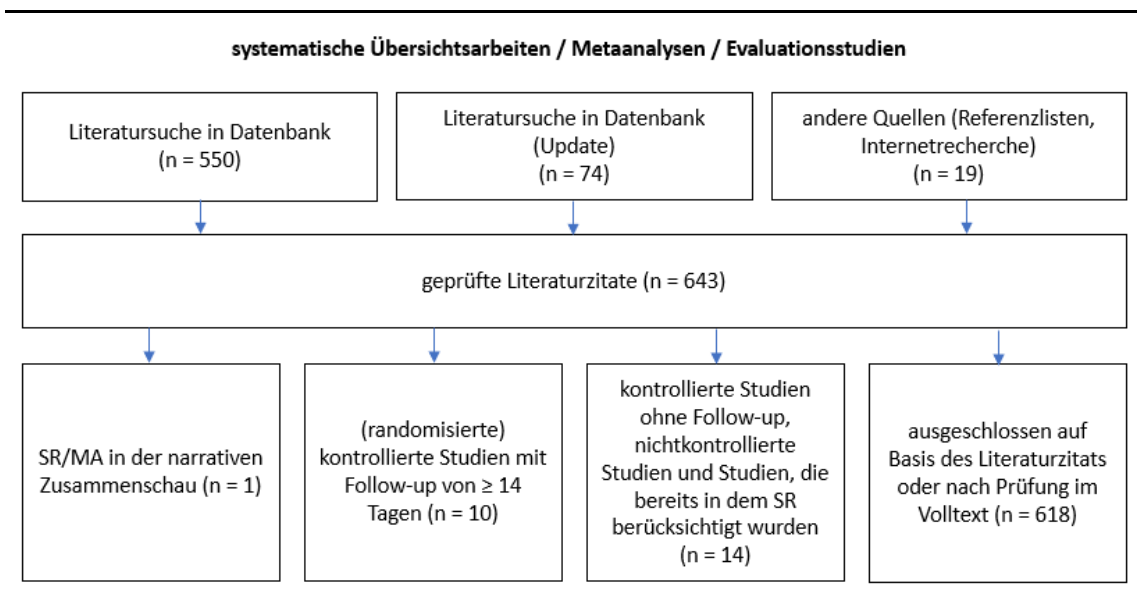 systematische Übersichtsarbeiten / Metaanalysen / Evaluationsstudien
Literatursuche in Datenbank
(n = 550)
Literatursuche in Datenbank
(Update)
(n = 74)
andere Quellen (Referenzlisten,
Internetrecherche)
(n = 19)
geprüfte Literaturzitate (n = 643)
SR/MA in der narrativen
Zusammenschau (n = 1)
(randomisierte)
kontrollierte Studien mit
Follow-up von ≥ 14
Tagen (n = 10)
kontrollierte Studien
ohne Follow-up,
nichtkontrollierte
Studien und Studien, die
bereits in dem SR
berücksichtigt wurden
(n = 14)
ausgeschlossen auf
Basis des Literaturzitats
oder nach Prüfung im
Volltext (n = 618)